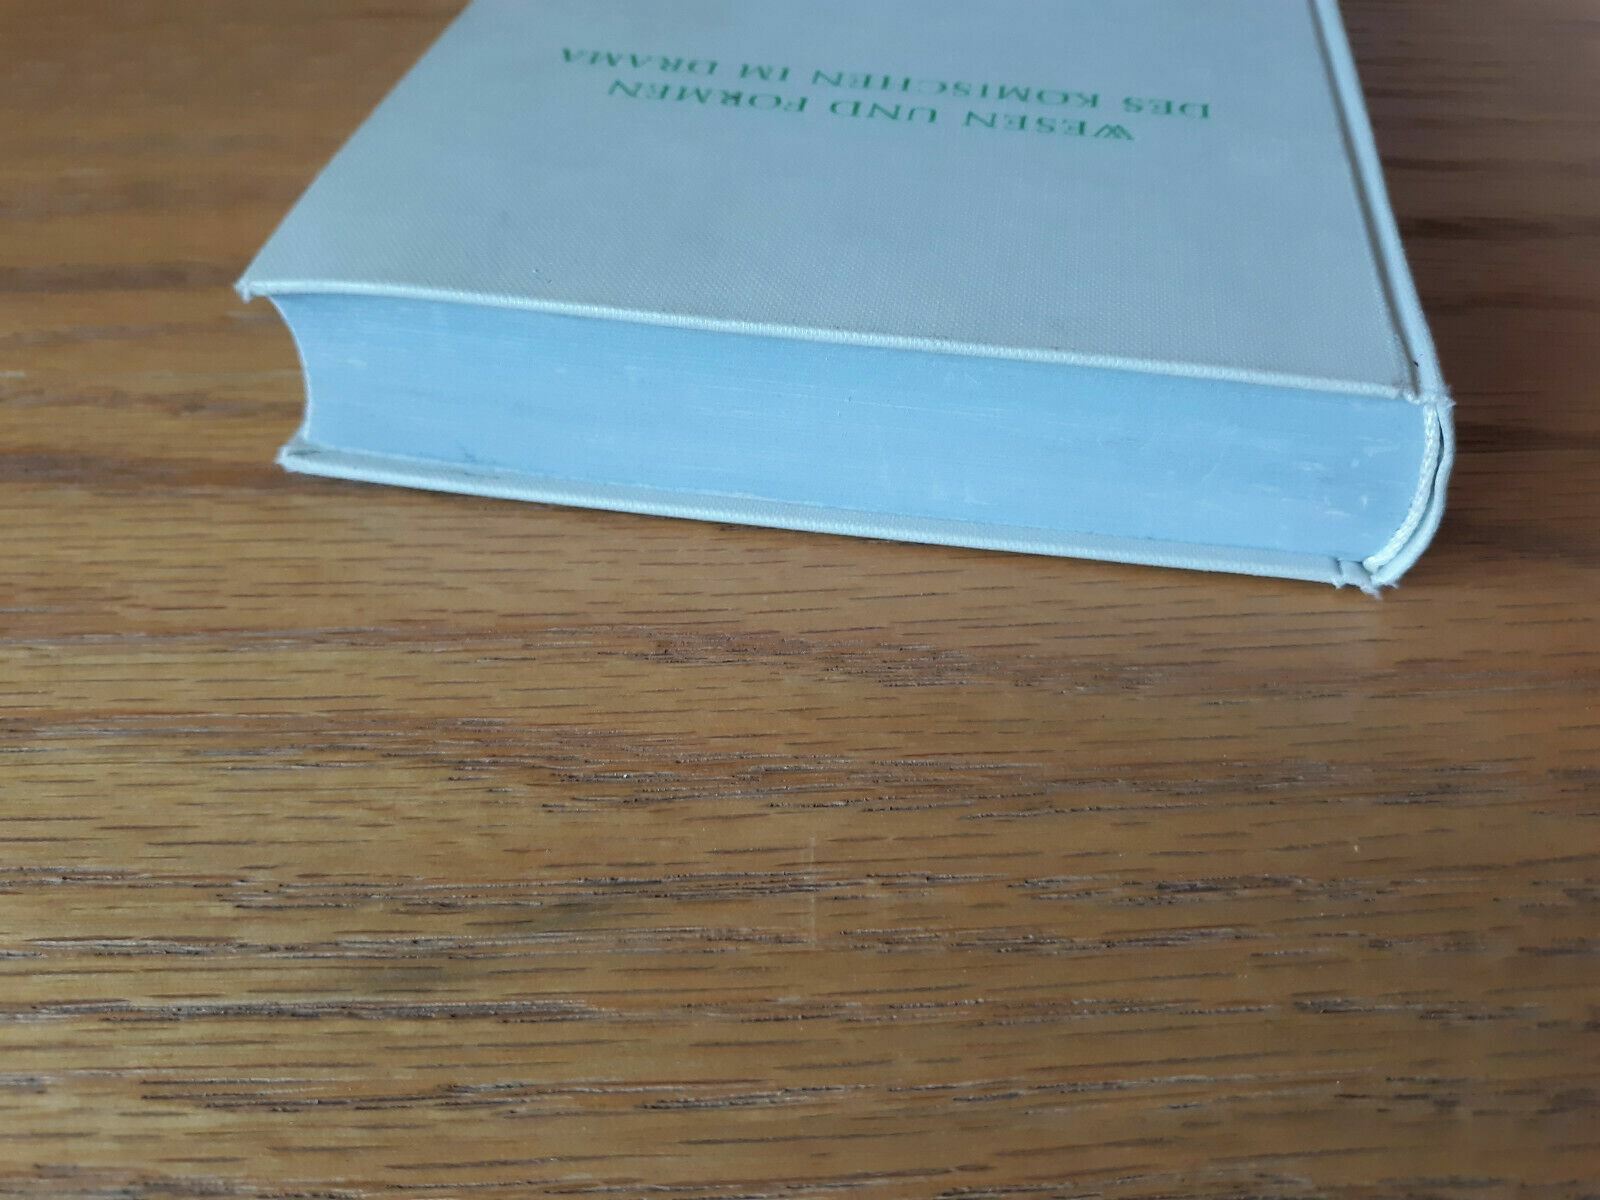 WESEN UND FORMEN
DES KOMISCHEN IM DRAMA